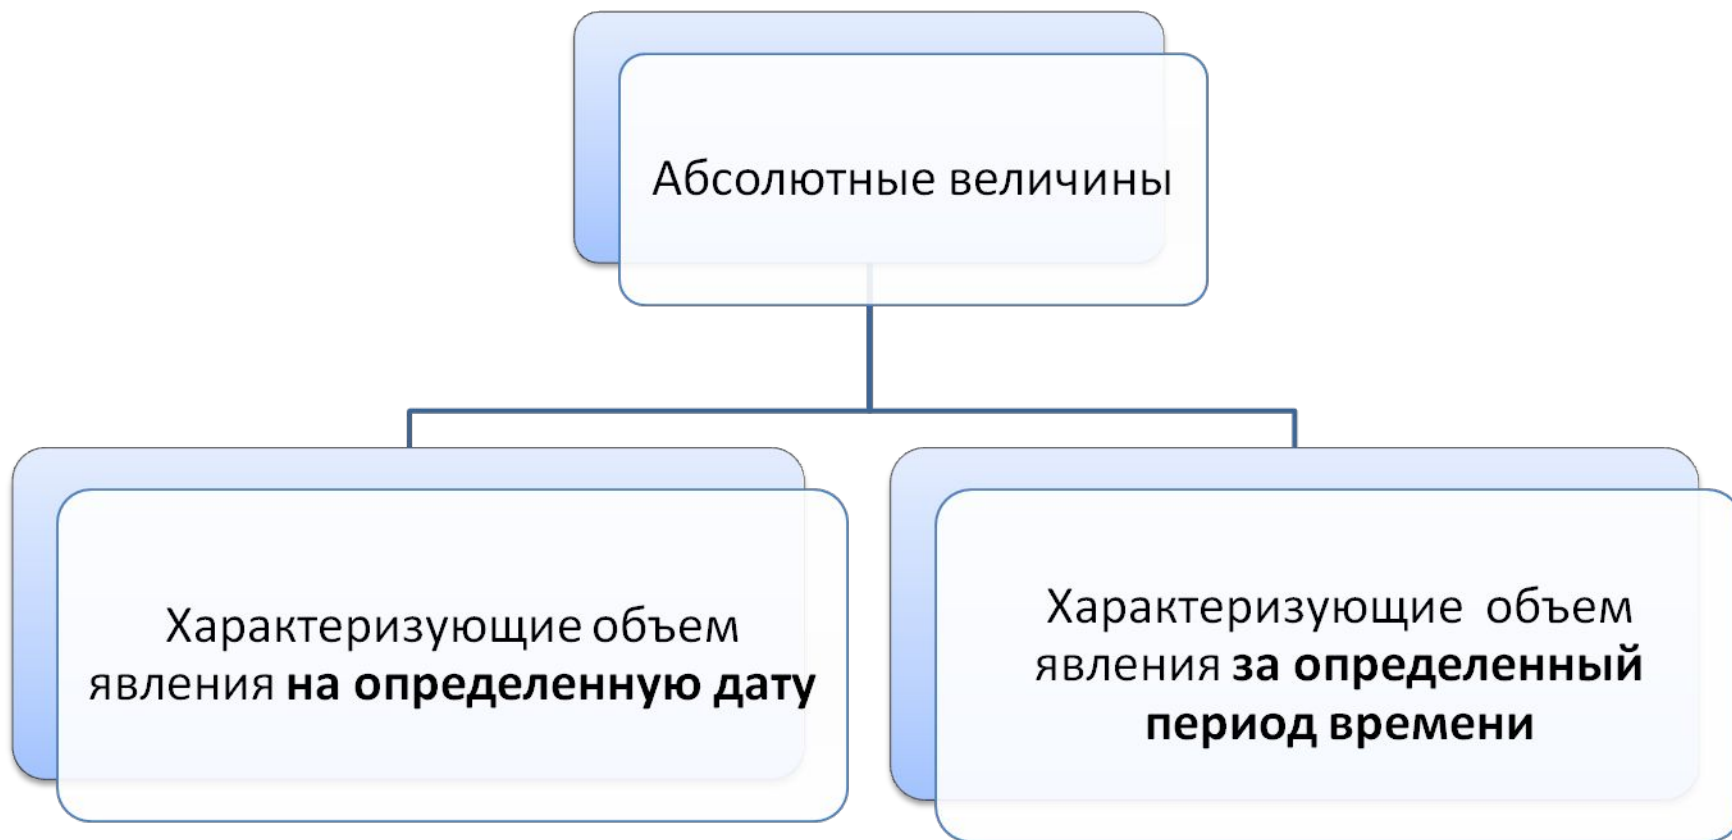 Абсолютные величины
Характеризующие объем
явления на определенную дату
Характеризующие объем
явления за определенный
период времени